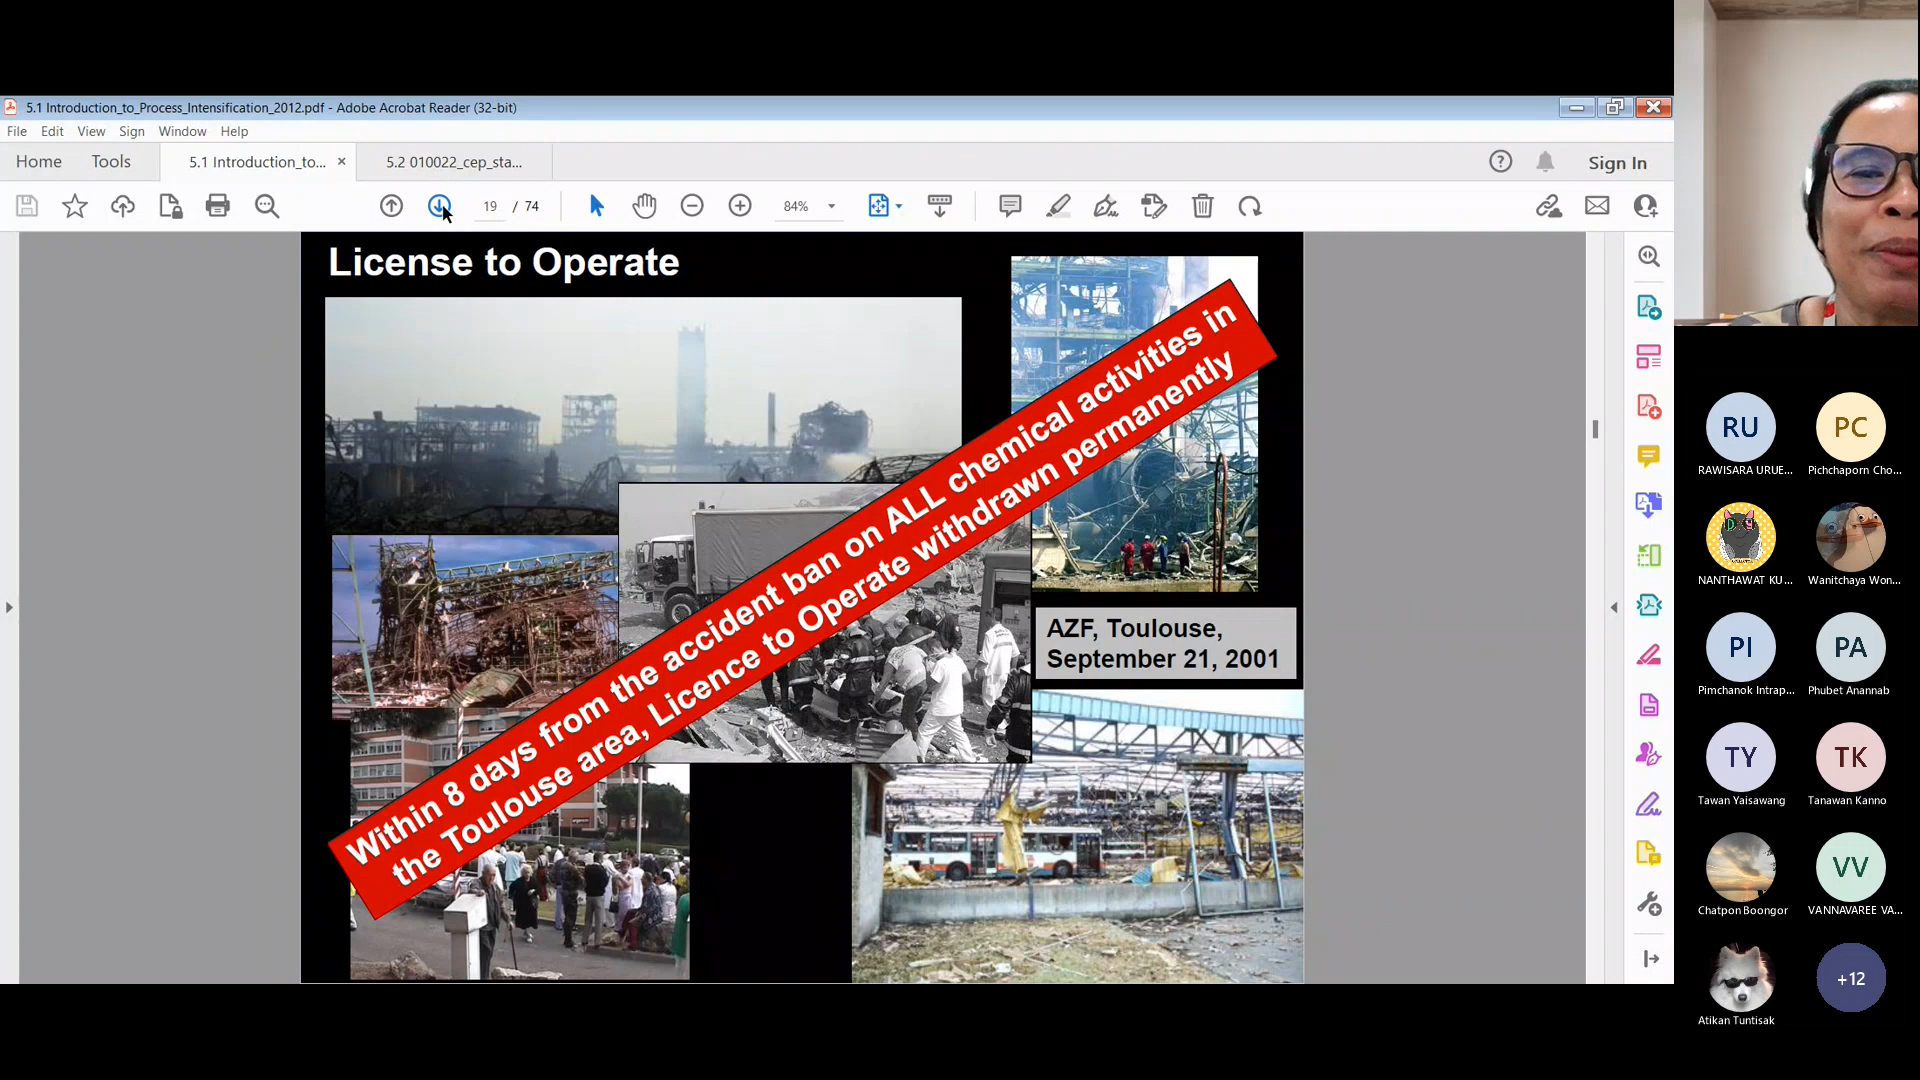 5.1 Introduction_to_Process_Intensification_2012.pdf - Adobe Acrobat Reader (32-bit)
File Edit View Sign Window Help
Home Tools 5.1 Introduction_to... × 5.2 010022_cep_sta... Sign In
19 / 74 84%
License to Operate
Within 8 days from the accident ban on ALL chemical activities in
the Toulouse area, Licence to Operate withdrawn permanently
AZF, Toulouse,
September 21, 2001
RU PC
RAWISARA URUE... Pichchaporn Cho...
NANTHAWAT KU... Wanitchaya Won...
PI PA
Pimchanok Intrap... Phubet Anannab
TY TK
Tawan Yaisawang Tanawan Kanno
VV
Chatpon Boongor VANNAVAREE VA...
+12
Atikan Tuntisak